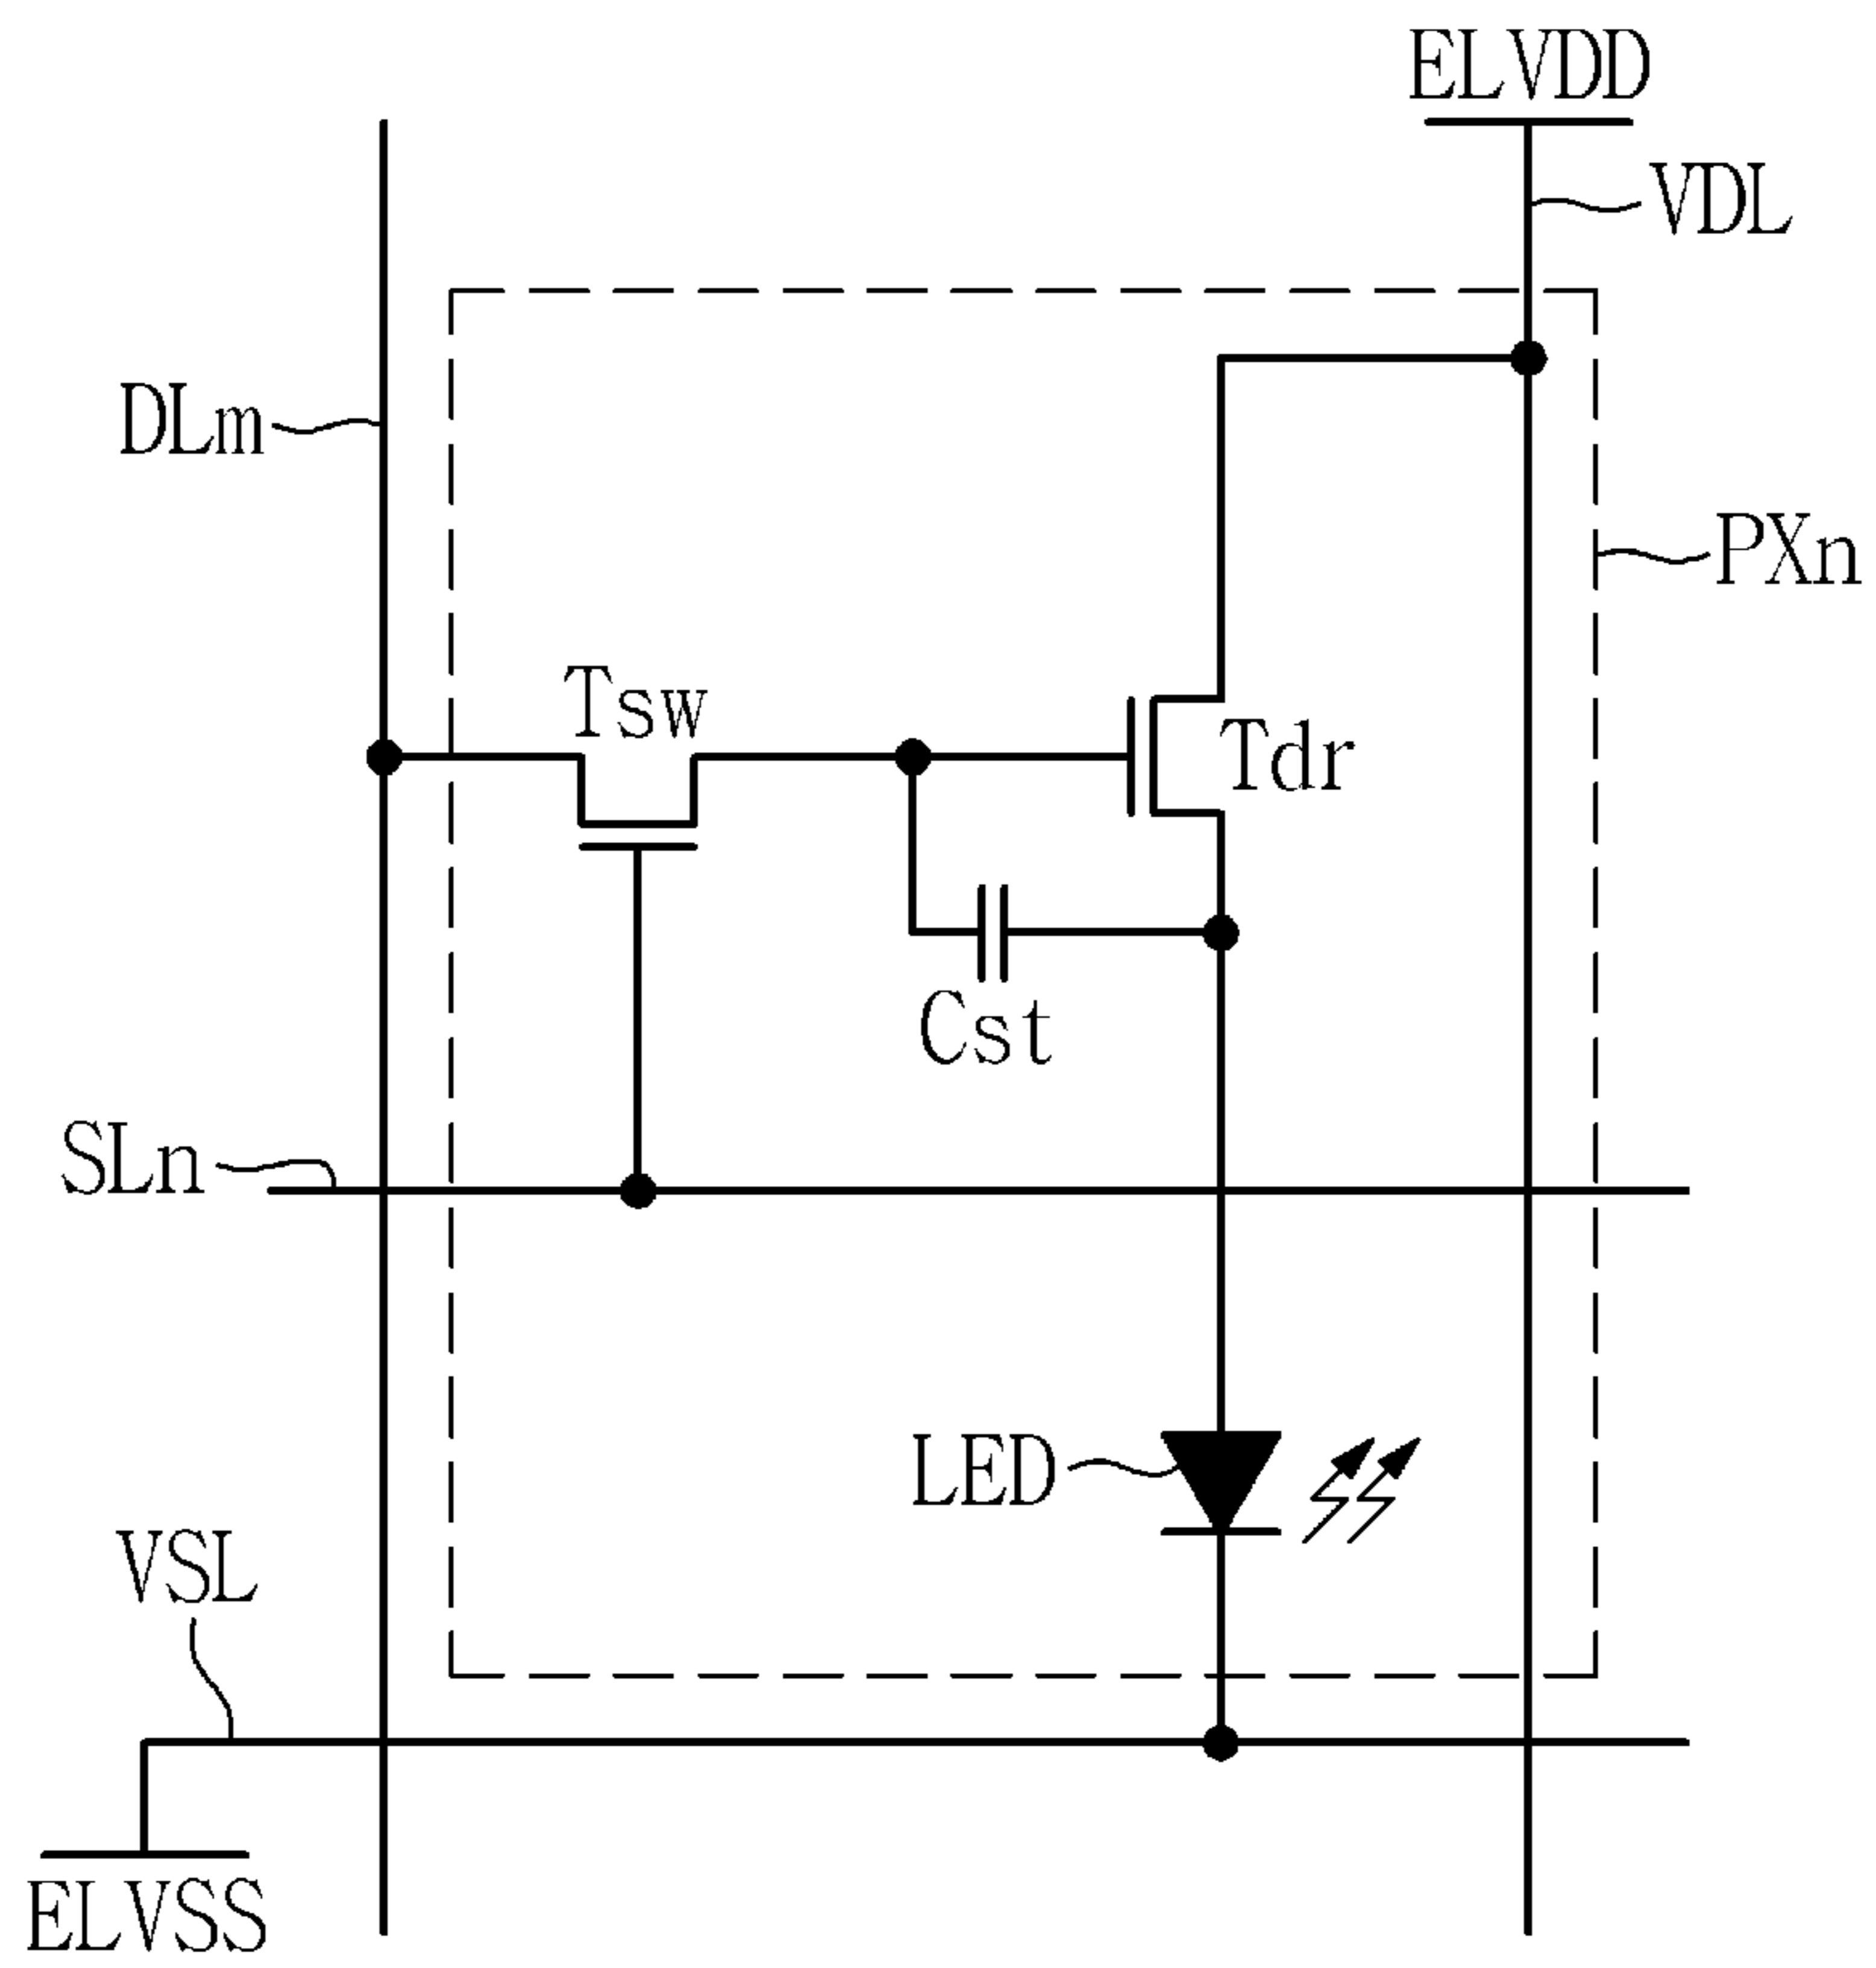 ELVDD
VDL
DLm
PXn
Tsw
Tdr
Cst
SLn
LED
VSL
ELVSS